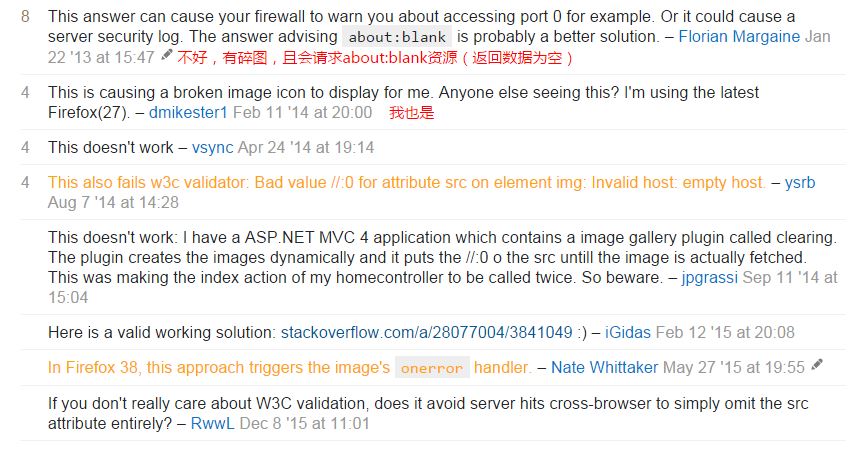 8 This answer can cause your firewall to warn you about accessing port 0 for example. Or it could cause a
server security log. The answer advising about:blank is probably a better solution. – Florian Margaine Jan
22 '13 at 15:47 不好，有碎图，且会请求about:blank资源（返回数据为空）
4 This is causing a broken image icon to display for me. Anyone else seeing this? I'm using the latest
Firefox(27). – dmikester1 Feb 11 '14 at 20:00 我也是
4 This doesn't work – vsync Apr 24 '14 at 19:14
4 This also fails w3c validator: Bad value //:0 for attribute src on element img: Invalid host: empty host. – ysrb
Aug 7 '14 at 14:28
This doesn't work: I have a ASP.NET MVC 4 application which contains a image gallery plugin called clearing.
The plugin creates the images dynamically and it puts the //:0 o the src untill the image is actually fetched.
This was making the index action of my homecontroller to be called twice. So beware. – jpgrassi Sep 11 '14 at
15:04
Here is a valid working solution: stackoverflow.com/a/28077004/3841049 :) – iGidas Feb 12 '15 at 20:08
In Firefox 38, this approach triggers the image's onerror handler. – Nate Whittaker May 27 '15 at 19:55
If you don't really care about W3C validation, does it avoid server hits cross-browser to simply omit the src
attribute entirely? – RwwL Dec 8 '15 at 11:01